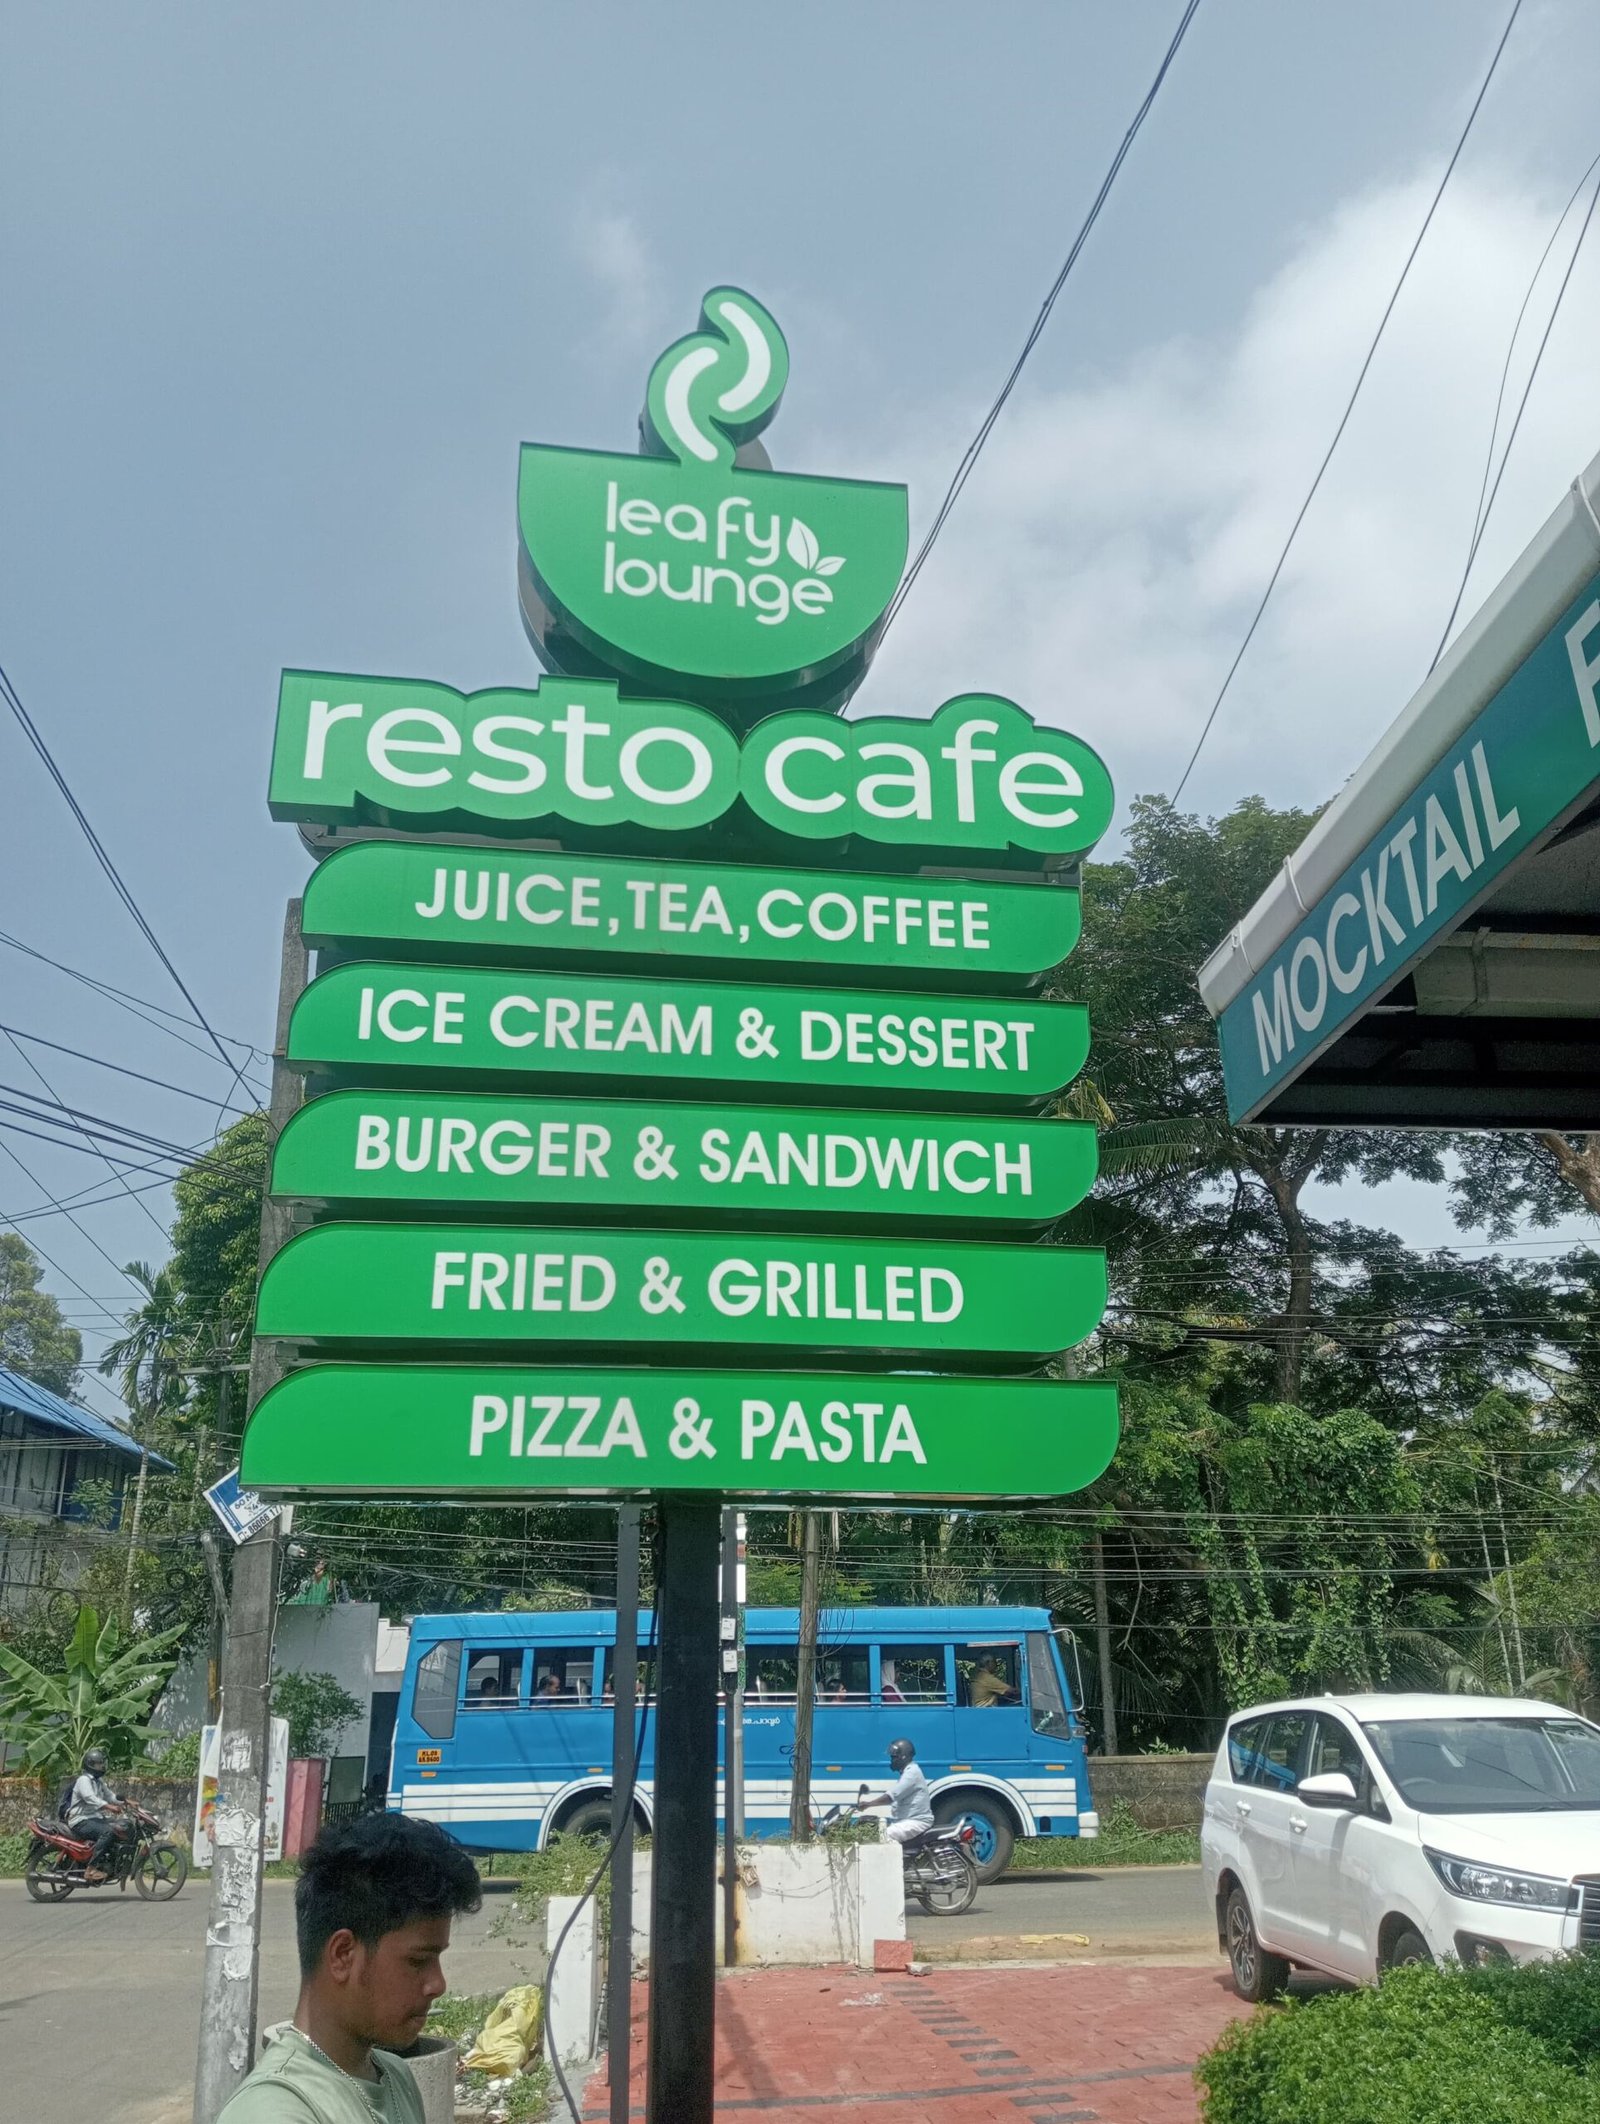 leafy
lounge
resto cafe
JUICE,TEA,COFFEE
ICE CREAM & DESSERT
BURGER & SANDWICH
FRIED & GRILLED
PIZZA & PASTA
MOCKTAIL